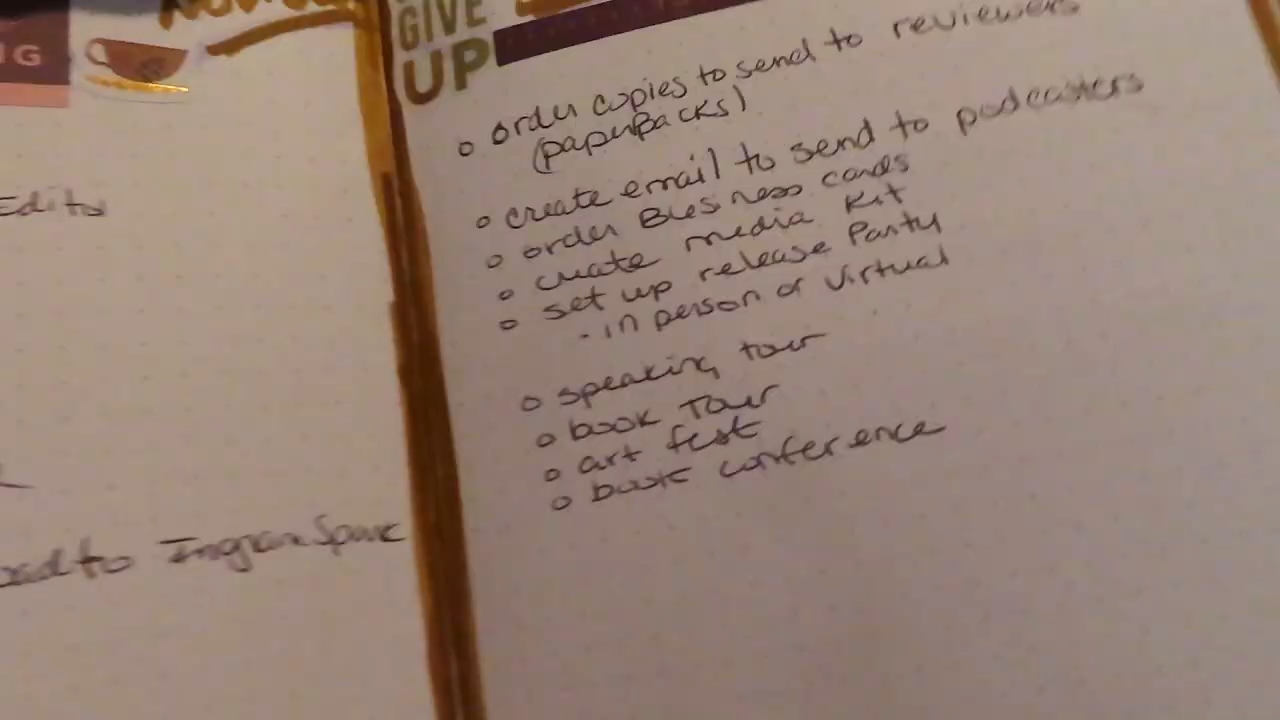 NG
Edito
to IngramSpark
GIVE
UP
order copies to send to reviewers
(paperBacks)
create email to send to podcasters
order Business cards
create media Kit
set up release Party
- in person or Virtual
speaking tour
book Tour
art fest
book conference